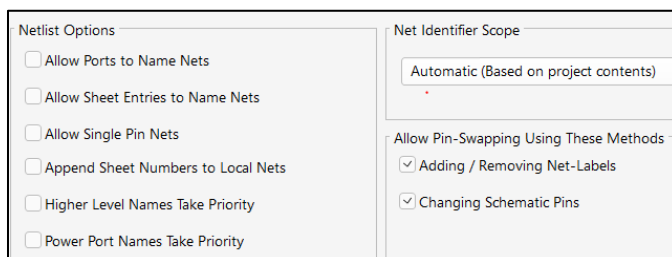 Netlist Options
Allow Ports to Name Nets
Allow Sheet Entries to Name Nets
Allow Single Pin Nets
Append Sheet Numbers to Local Nets
Higher Level Names Take Priority
Power Port Names Take Priority
Net Identifier Scope
Automatic (Based on project contents)
Allow Pin-Swapping Using These Methods
Adding / Removing Net-Labels
Changing Schematic Pins